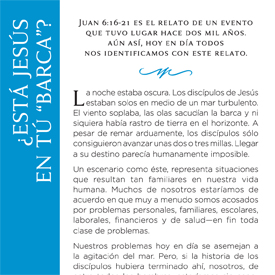 ¿ESTÁ JESÚS
EN TÚ “BARCA”?
JUAN 6:16-21 ES EL RELATO DE UN EVENTO
QUE TUVO LUGAR HACE DOS MIL AÑOS.
AÚN ASÍ, HOY EN DÍA TODOS
NOS IDENTIFICAMOS CON ESTE RELATO.
La noche estaba oscura. Los discípulos de Jesús
estaban solos en medio de un mar turbulento.
El viento soplaba, las olas sacudían la barca y ni
siquiera había rastro de tierra en el horizonte. A
pesar de remar arduamente, los discípulos sólo
consiguieron avanzar unas dos o tres millas. Llegar
a su destino parecía humanamente imposible.
Un escenario como éste, representa situaciones
que resultan tan familiares en nuestra vida
humana. Muchos de nosotros estaríamos de
acuerdo en que muy a menudo somos acosados
por problemas personales, familiares, escolares,
laborales, financieros y de salud—en fin toda
clase de problemas.
Nuestros problemas hoy en día se asemejan a
la agitación del mar. Pero, si la historia de los
discípulos hubiera terminado ahí, nosotros, de